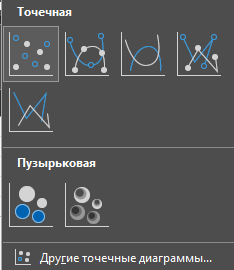 Точечная
Пузырьковая
Другие точечные диаграммы...